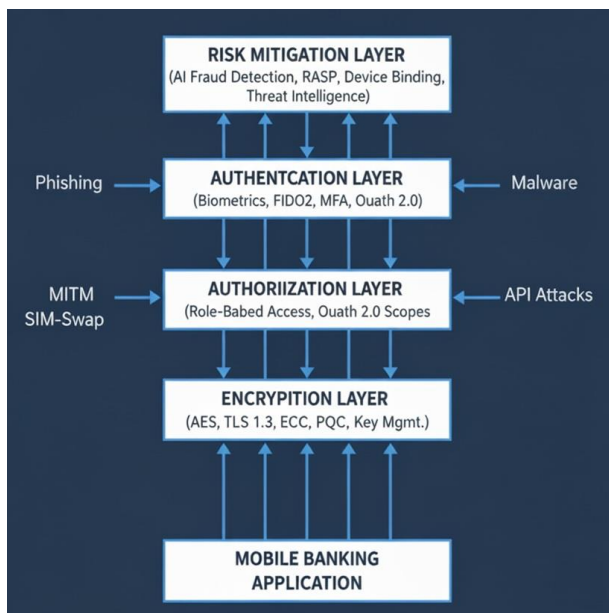 RISK MITIGATION LAYER
(AI Fraud Detection, RASP, Device Binding,
Threat Intelligence)
Phishing
AUTHENTCATION LAYER
(Biometrics, FIDO2, MFA, Ouath 2.0)
Malware
MITM
SIM-Swap
AUTHORIIZATION LAYER
(Role-Babed Access, Ouath 2.0 Scopes
API Attacks
ENCRYPITION LAYER
(AES, TLS 1.3, ECC, PQC, Key Mgmt.)
MOBILE BANKING
APPLICATION